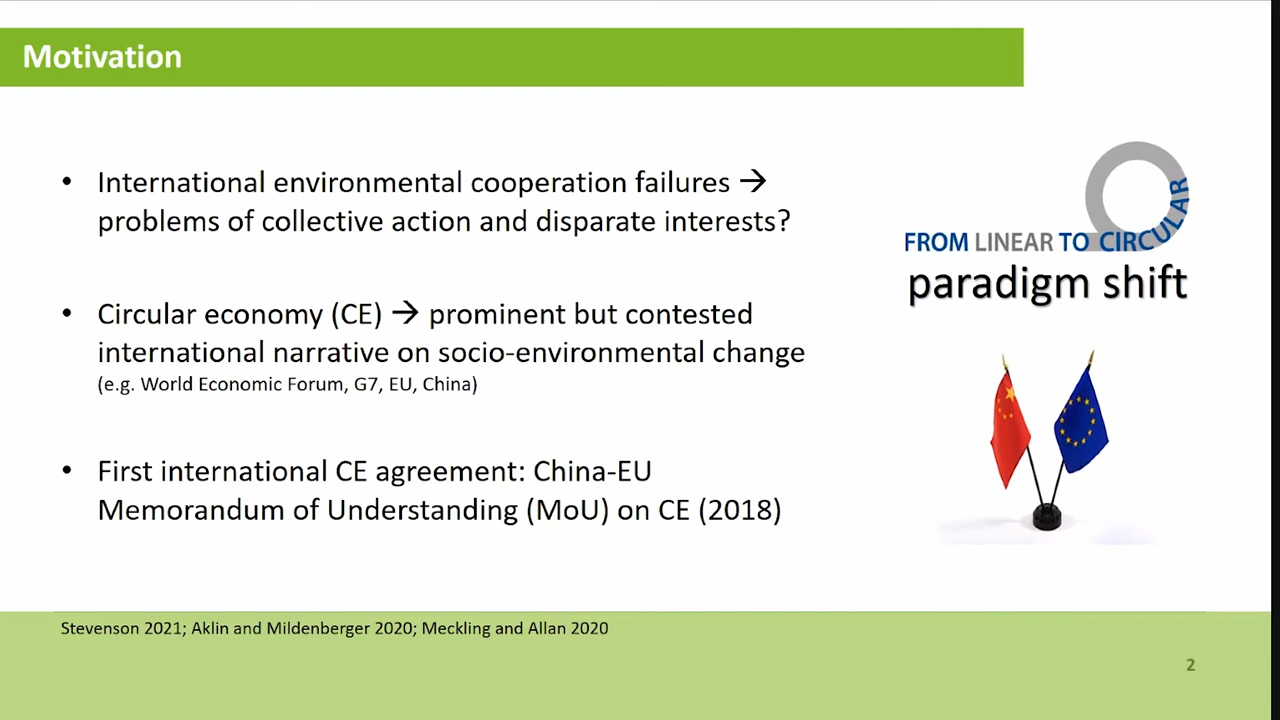 Motivation
• International environmental cooperation failures →
problems of collective action and disparate interests?
• Circular economy (CE) → prominent but contested
international narrative on socio-environmental change
(e.g. World Economic Forum, G7, EU, China)
• First international CE agreement: China-EU
Memorandum of Understanding (MoU) on CE (2018)
FROM LINEAR TO CIRCULAR
paradigm shift
Stevenson 2021; Aklin and Mildenberger 2020; Meckling and Allan 2020
2